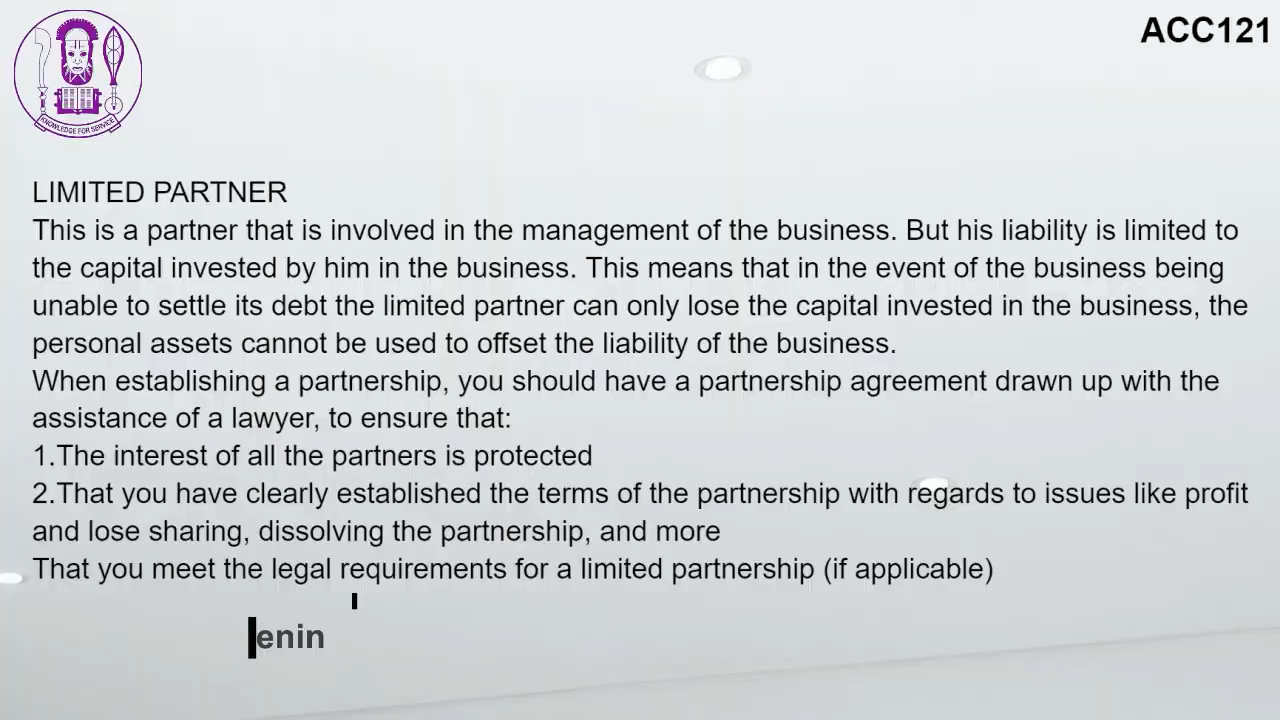 ACC121
KNOWLEDGE FOR SERVICE
LIMITED PARTNER
This is a partner that is involved in the management of the business. But his liability is limited to
the capital invested by him in the business. This means that in the event of the business being
unable to settle its debt the limited partner can only lose the capital invested in the business, the
personal assets cannot be used to offset the liability of the business.
When establishing a partnership, you should have a partnership agreement drawn up with the
assistance of a lawyer, to ensure that:
1.The interest of all the partners is protected
2.That you have clearly established the terms of the partnership with regards to issues like profit
and lose sharing, dissolving the partnership, and more
That you meet the legal requirements for a limited partnership (if applicable)
enin